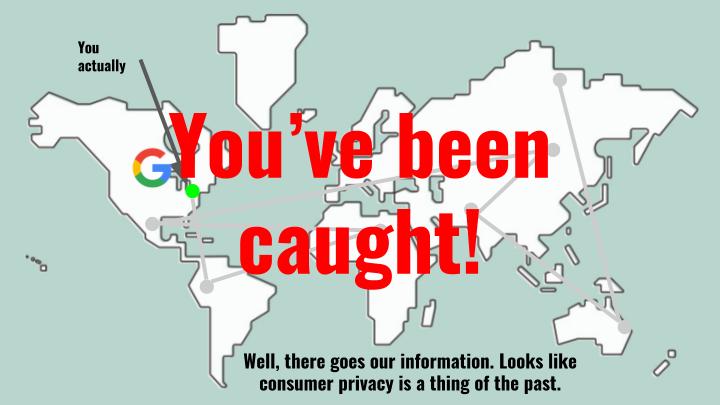 You
actually
You’ve been
caught!
Well, there goes our information. Looks like
consumer privacy is a thing of the past.